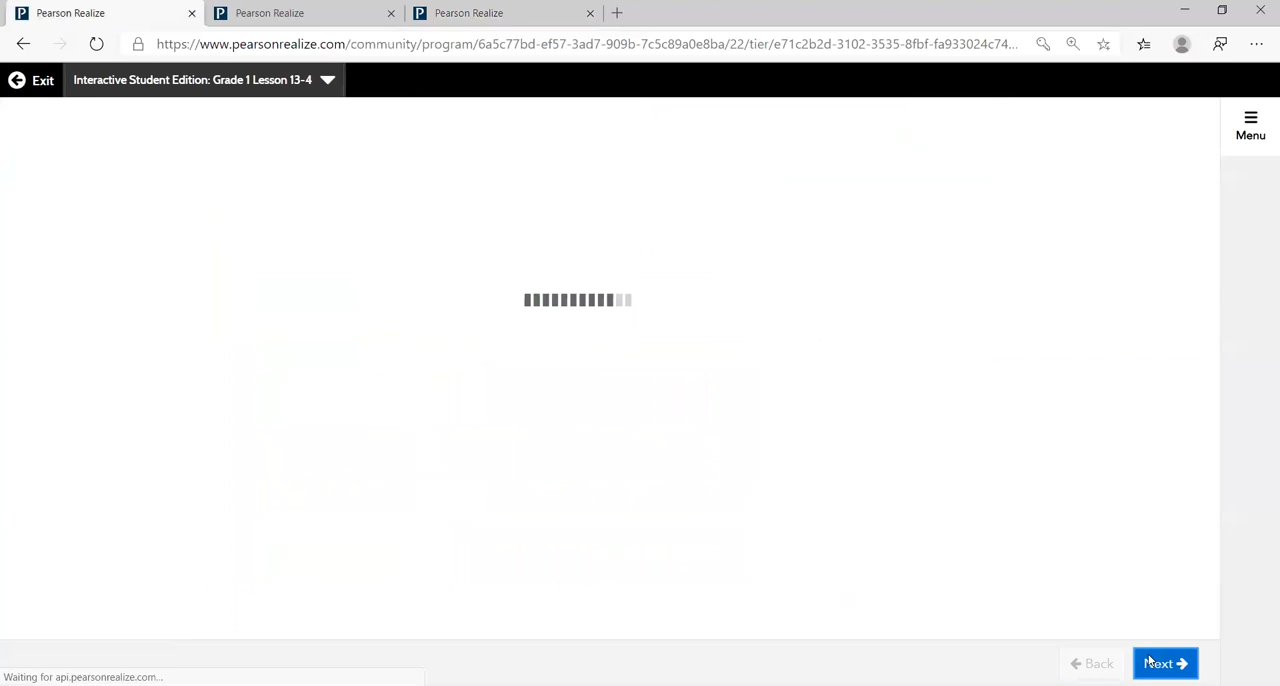 Pearson Realize
Pearson Realize
Pearson Realize
https://www.pearsonrealize.com/community/program/6a5c77bd-ef57-3ad7-909b-7c5c89a0e8ba/22/tier/e71c2b2d-3102-3535-8fbf-fa933024c74...
Exit
Interactive Student Edition: Grade 1 Lesson 13-4
Menu
Back
Next
Waiting for api.pearsonrealize.com...